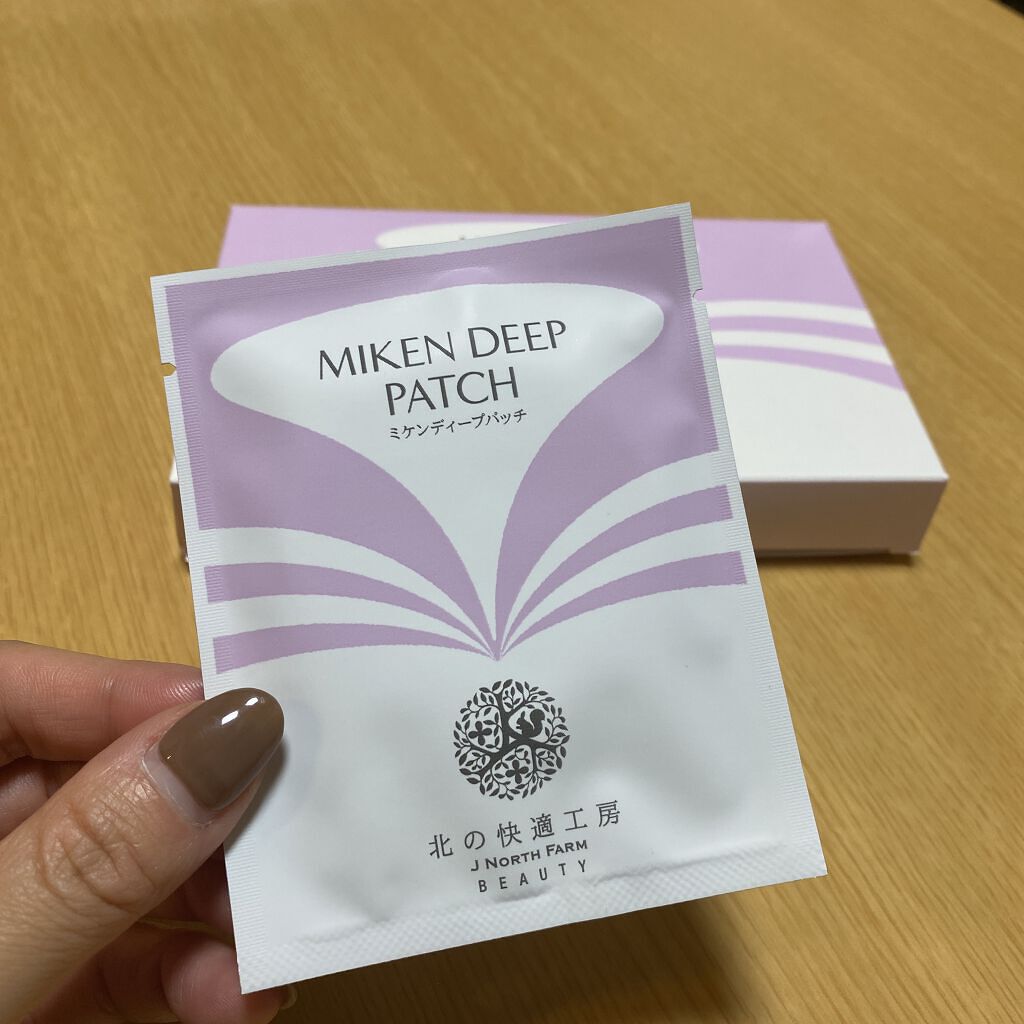 MIKEN DEEP
PATCH
ミケンディープパッチ
北の快適工房
J NORTH FARM
BEAUTY